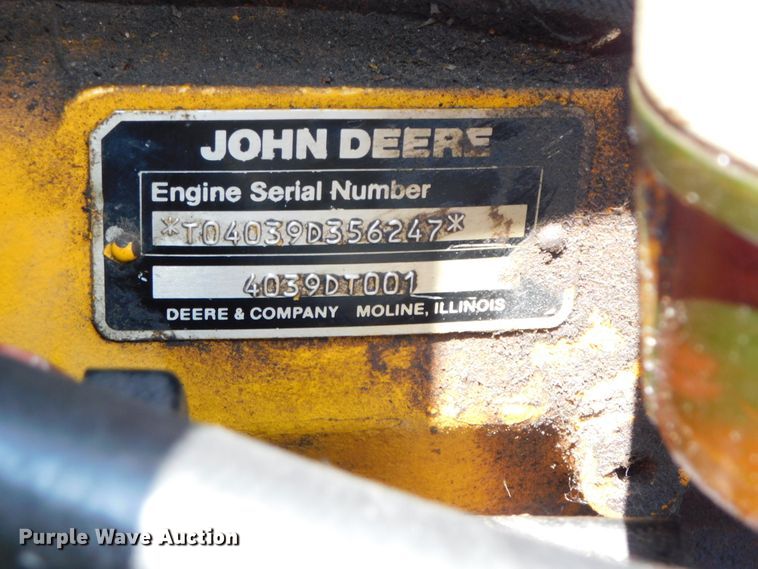 JOHN DEERE
Engine Serial Number
*T04039D356247*
4039DT001
DEERE & COMPANY MOLINE, ILLINOIS
Purple Wave Auction